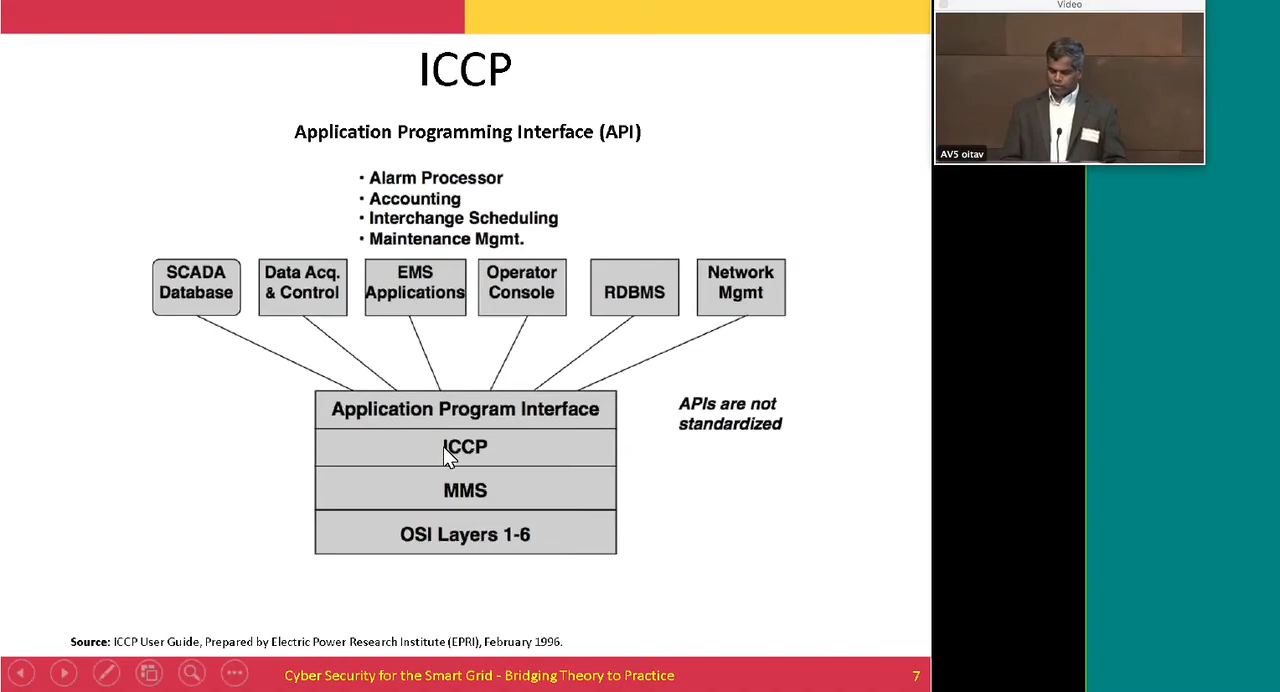 Video
ICCP
Application Programming Interface (API)
· Alarm Processor
· Accounting
· Interchange Scheduling
· Maintenance Mgmt.
SCADA
Database
Data Acq.
& Control
EMS
Applications
Operator
Console
RDBMS
Network
Mgmt
Application Program Interface
ICCP
MMS
OSI Layers 1-6
APIs are not
standardized
AV5 oitav
Source: ICCP User Guide, Prepared by Electric Power Research Institute (EPRI), February 1996.
Cyber Security for the Smart Grid - Bridging Theory to Practice
7